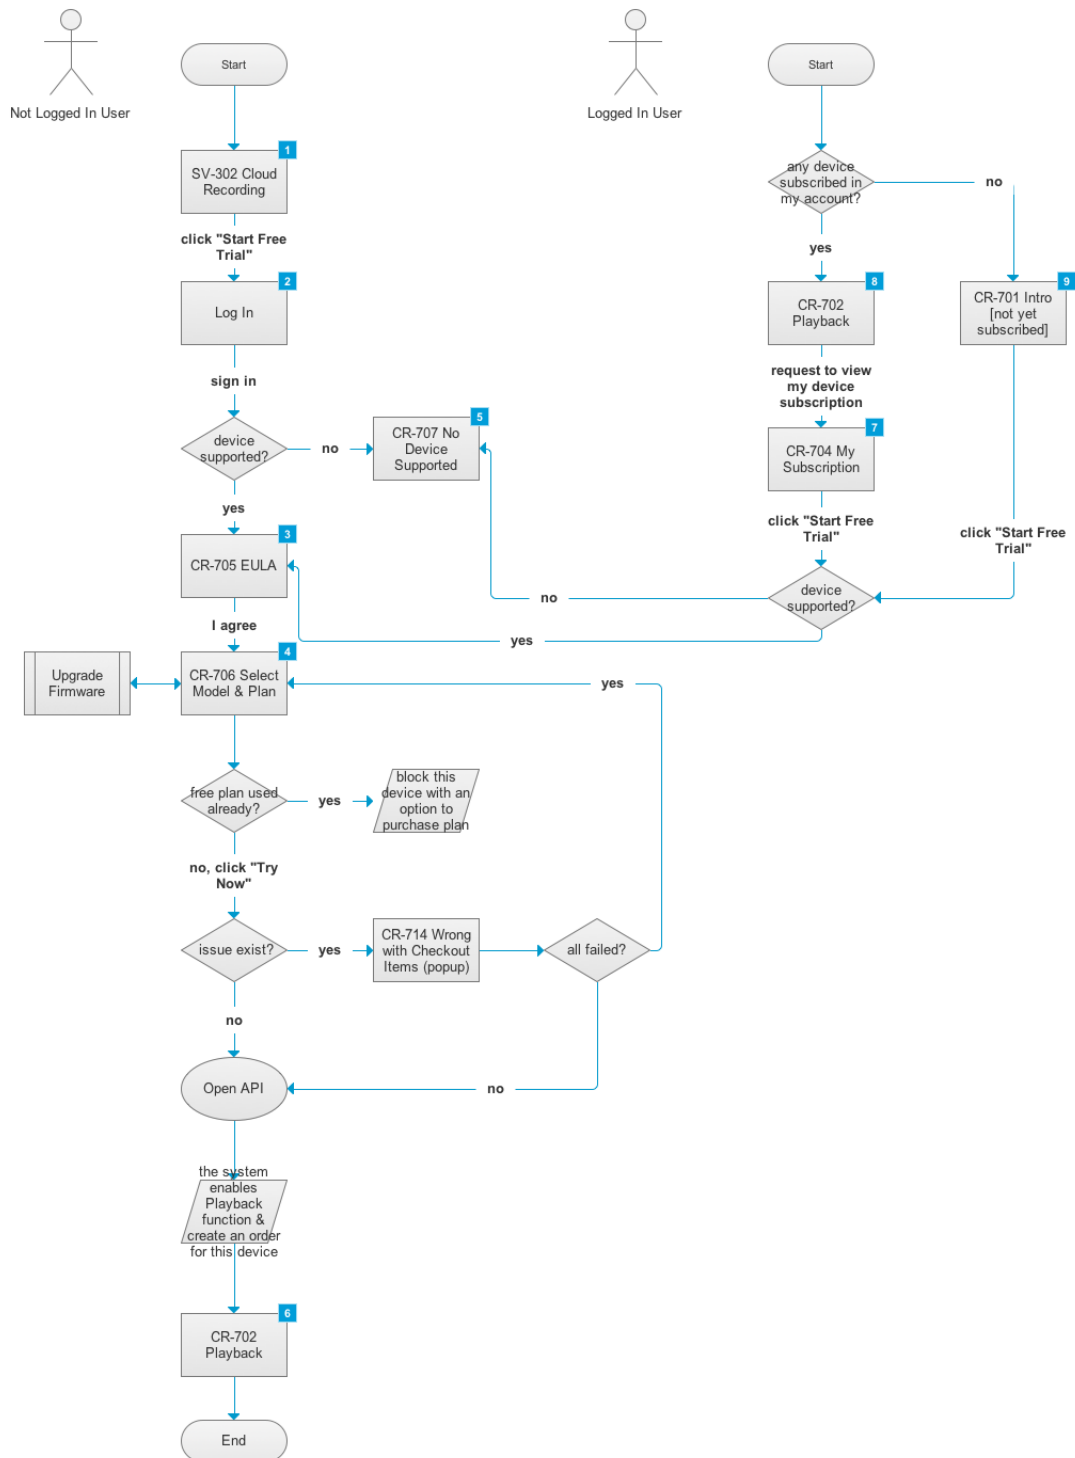 Start
Start
Not Logged In User
Logged In User
1
SV-302 Cloud
Recording
any device
subscribed in
my account?
no
click "Start Free
Trial"
yes
2
Log In
8
CR-702
Playback
9
CR-701 Intro
[not yet
subscribed]
sign in
request to view
my device
subscription
device
supported?
no
5
CR-707 No
Device
Supported
7
CR-704 My
Subscription
yes
click "Start Free
Trial"
click "Start Free
Trial"
3
CR-705 EULA
device
supported?
no
I agree
yes
Upgrade
Firmware
4
CR-706 Select
Model & Plan
yes
free plan used
already?
yes
block this
device with an
option to
purchase plan
no, click "Try
Now"
issue exist?
yes
CR-714 Wrong
with Checkout
Items (popup)
all failed?
no
Open API
no
the system
enables
Playback
function &
create an order
for this device
6
CR-702
Playback
End